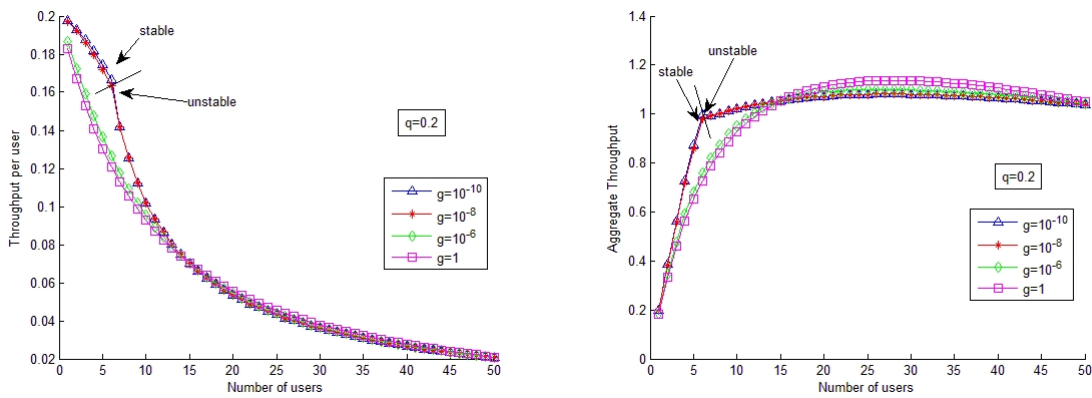 0.2
0.18
0.16
0.14
0.12
0.1
0.08
0.06
0.04
0.02
Throughput per user
stable
unstable
q=0.2
g=10⁻¹⁰
g=10⁻⁸
g=10⁻⁶
g=1
0 5 10 15 20 25 30 35 40 45 50
Number of users
1.4
1.2
1
0.8
0.6
0.4
0.2
0
Aggregate Throughput
unstable
stable
q=0.2
g=10⁻¹⁰
g=10⁻⁸
g=10⁻⁶
g=1
0 5 10 15 20 25 30 35 40 45 50
Number of users